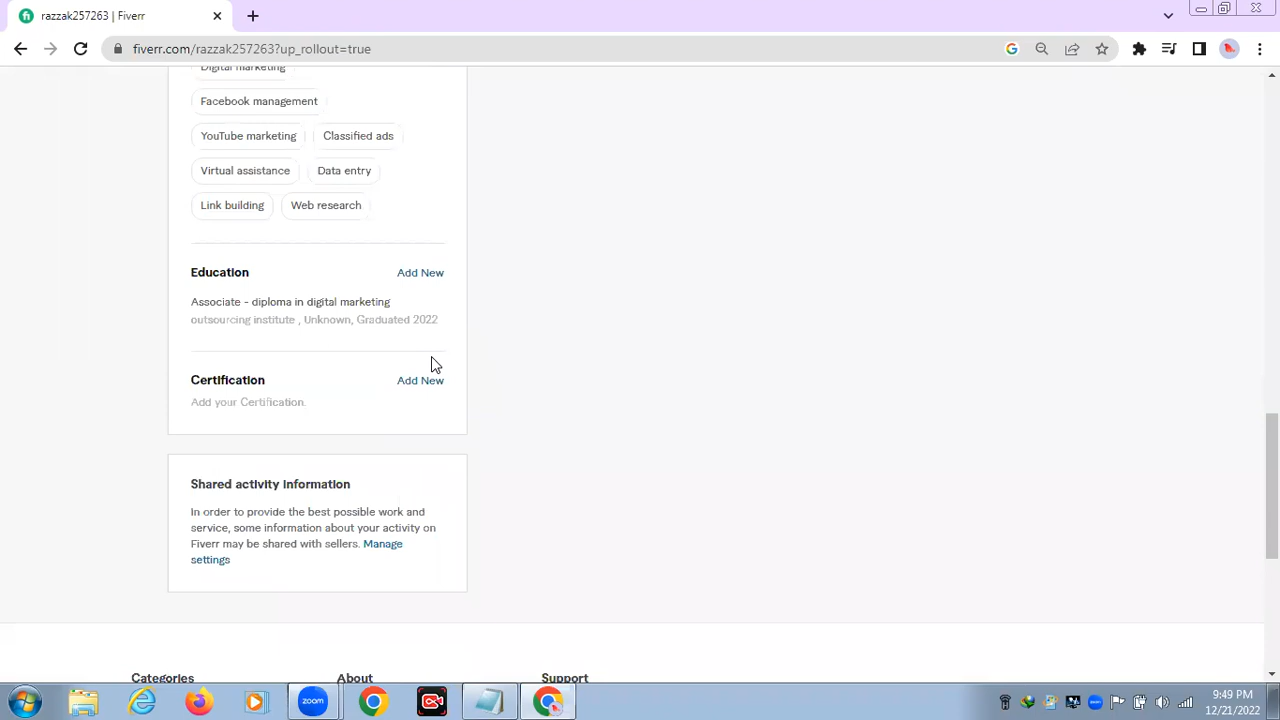 razzak257263 | Fiverr
fiverr.com/razzak257263?up_rollout=true
Digital marketing
Facebook management
YouTube marketing Classified ads
Virtual assistance Data entry
Link building Web research
Education Add New
Associate - diploma in digital marketing
outsourcing institute , Unknown, Graduated 2022
Certification Add New
Add your Certification.
Shared activity information
In order to provide the best possible work and
service, some information about your activity on
Fiverr may be shared with sellers. Manage
settings
Categories About Support
zoom
9:49 PM
12/21/2022